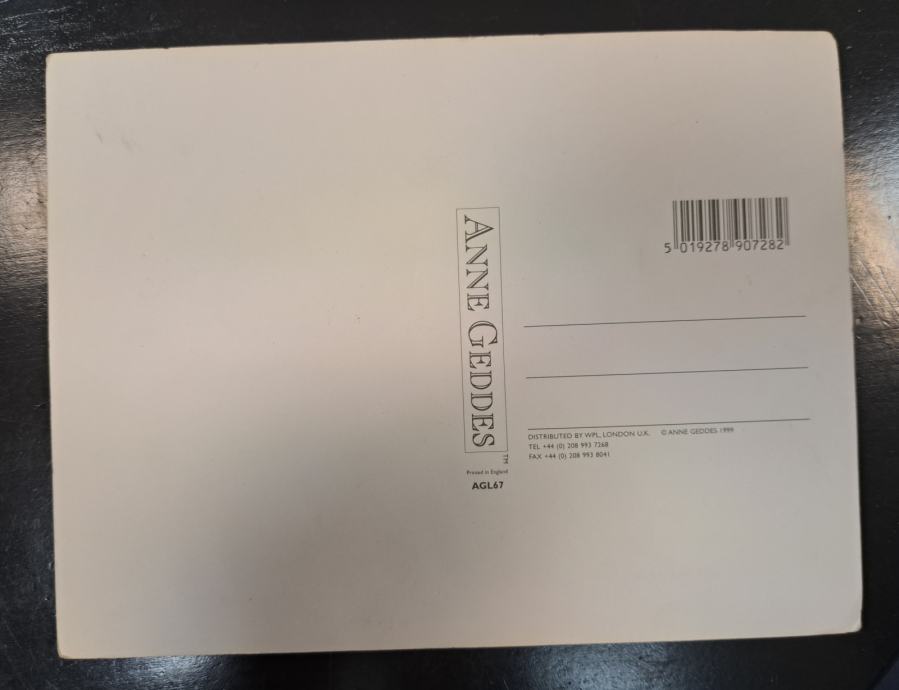 ANNE GEDDES
TM
Printed in England
AGL67
5 019278 907282
DISTRIBUTED BY WPL, LONDON U.K. © ANNE GEDDES 1999
TEL +44 (0) 208 993 7268
FAX +44 (0) 208 993 8041